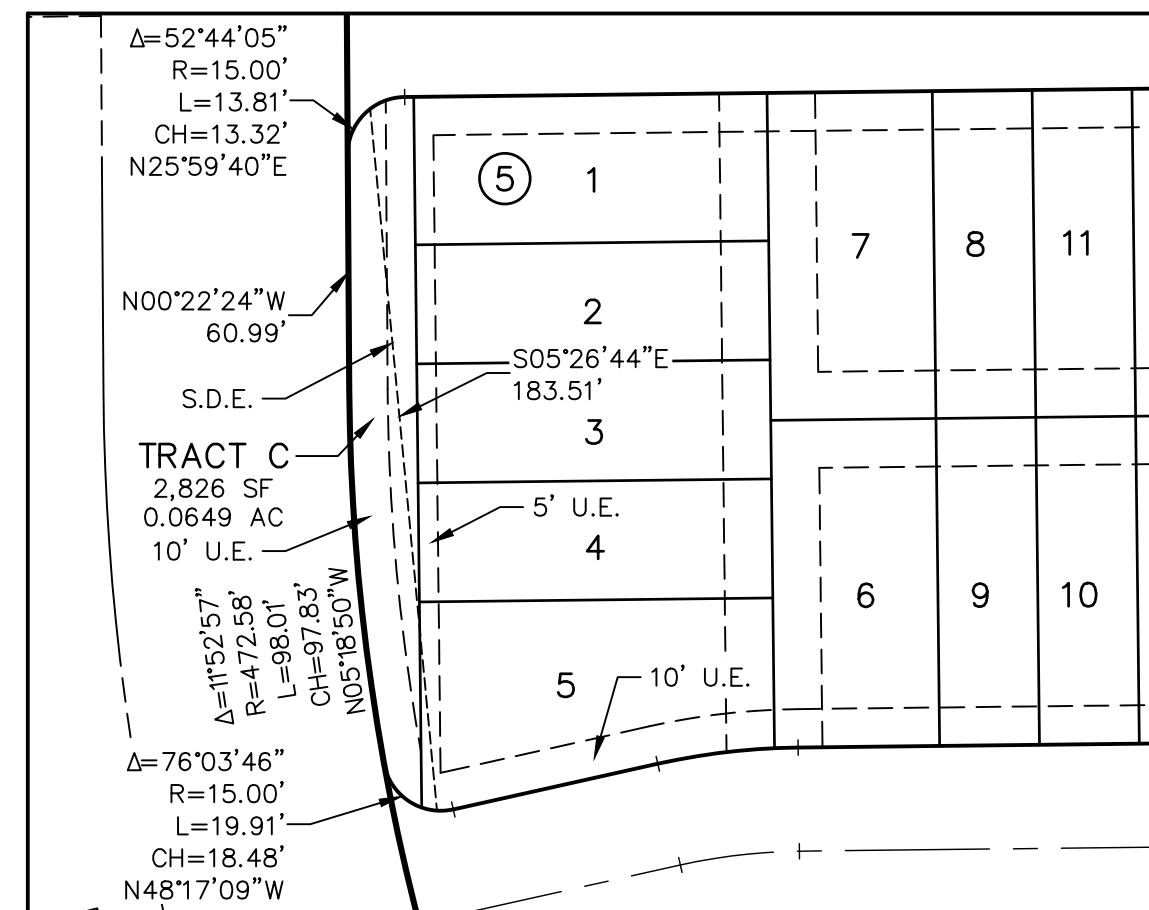 Δ=52°44'05"
R=15.00'
L=13.81'
CH=13.32'
N25°59'40"E
N00°22'24"W
60.99'
S.D.E.
S05°26'44"E
183.51'
TRACT C
2,826 SF
0.0649 AC
10' U.E.
5' U.E.
Δ=11°52'57"
R=472.58'
L=98.01'
CH=97.83'
N05°18'50"W
10' U.E.
Δ=76°03'46"
R=15.00'
L=19.91'
CH=18.48'
N48°17'09"W
5
1
2
3
4
5
7
8
11
6
9
10